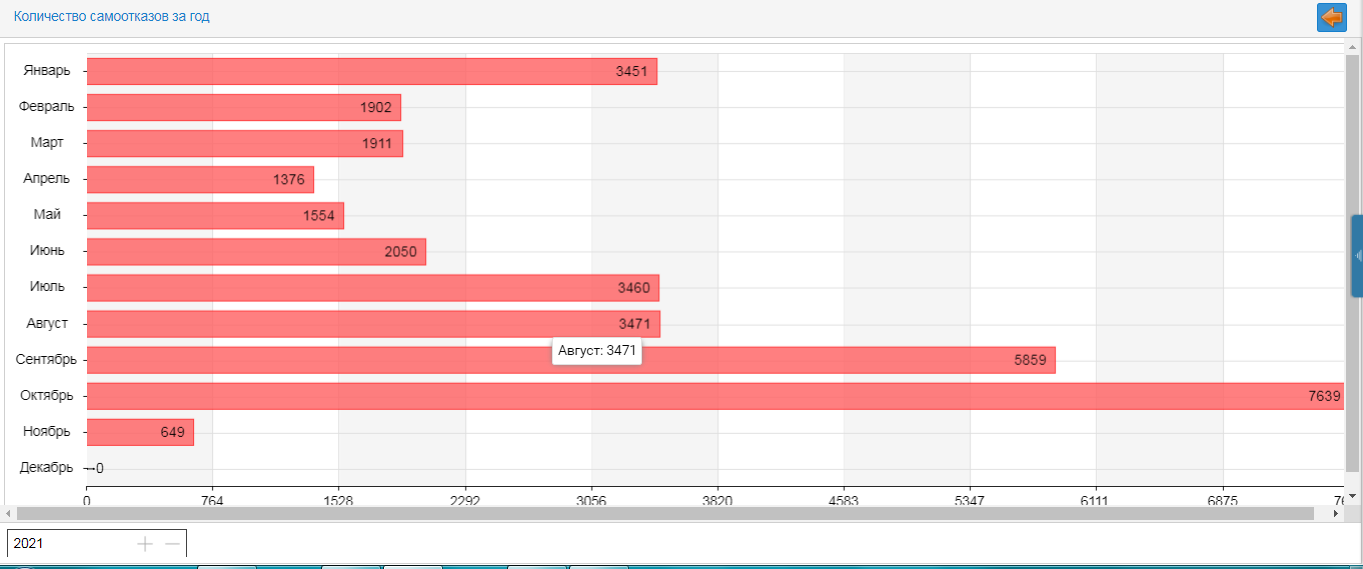 Количество самоотказов за год
Январь 3451
Февраль 1902
Март 1911
Апрель 1376
Май 1554
Июнь 2050
Июль 3460
Август 3471
Август: 3471
Сентябрь 5859
Октябрь 7639
Ноябрь 649
Декабрь 0
0 764 1528 2292 3056 3820 4583 5347 6111 6875
2021